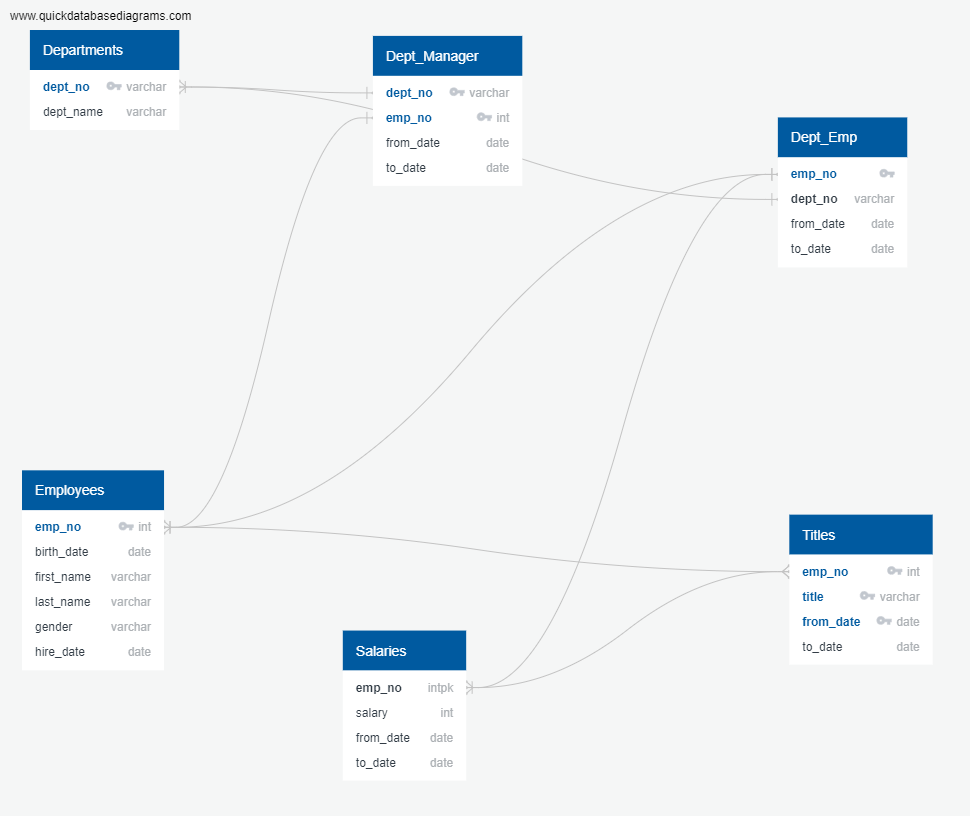 www.quickdatabasediagrams.com
Departments
dept_no varchar
dept_name varchar
Dept_Manager
dept_no varchar
emp_no int
from_date date
to_date date
Dept_Emp
emp_no
dept_no varchar
from_date date
to_date date
Employees
emp_no int
birth_date date
first_name varchar
last_name varchar
gender varchar
hire_date date
Salaries
emp_no intpk
salary int
from_date date
to_date date
Titles
emp_no int
title varchar
from_date date
to_date date